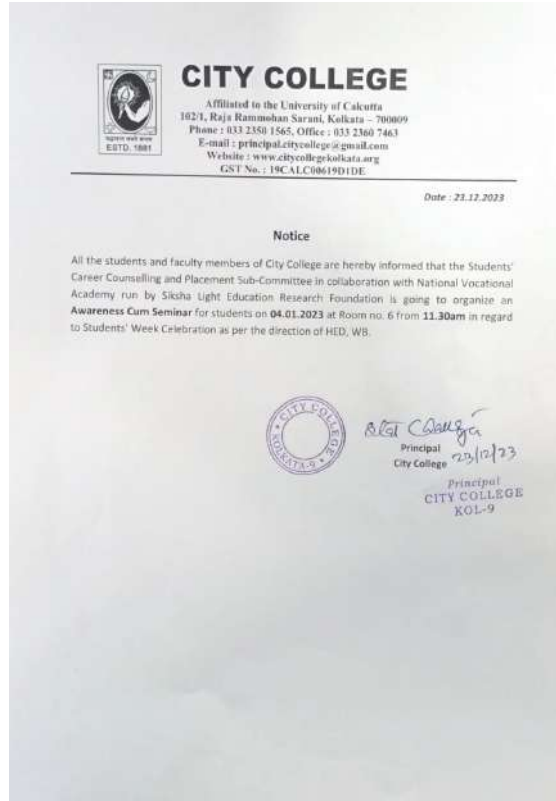 CITY COLLEGE
Affiliated to the University of Calcutta
102/1, Raja Rammohan Sarani, Kolkata – 700009
Phone : 033 2350 1565, Office : 033 2360 7463
E-mail : principal.citycollege@gmail.com
Website : www.citycollegekolkata.org
GST No. : 19CALC00619D1DE
ESTD. 1881
Date : 23.12.2023
Notice
All the students and faculty members of City College are hereby informed that the Students'
Career Counselling and Placement Sub-Committee in collaboration with National Vocational
Academy run by Siksha Light Education Research Foundation is going to organize an
Awareness Cum Seminar for students on 04.01.2023 at Room no. 6 from 11.30am in regard
to Students' Week Celebration as per the direction of HED, WB.
CITY COLLEGE
KOLKATA-9
Principal
City College
23/12/23
Principal
CITY COLLEGE
KOL-9